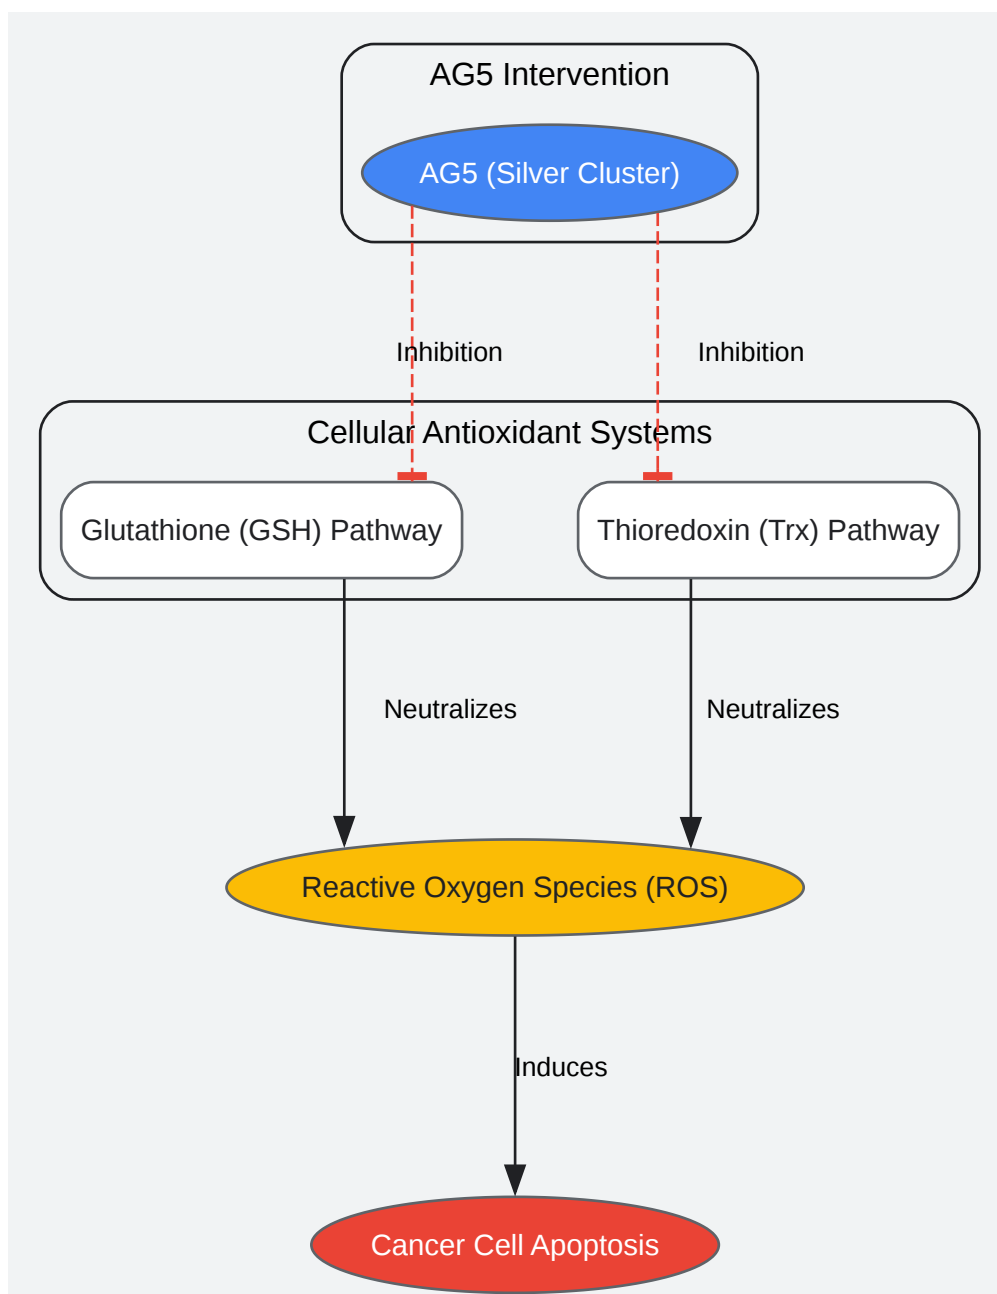 AG5 Intervention
AG5 (Silver Cluster)
Inhibition
Inhibition
Cellular Antioxidant Systems
Glutathione (GSH) Pathway
Thioredoxin (Trx) Pathway
Neutralizes
Neutralizes
Reactive Oxygen Species (ROS)
Induces
Cancer Cell Apoptosis